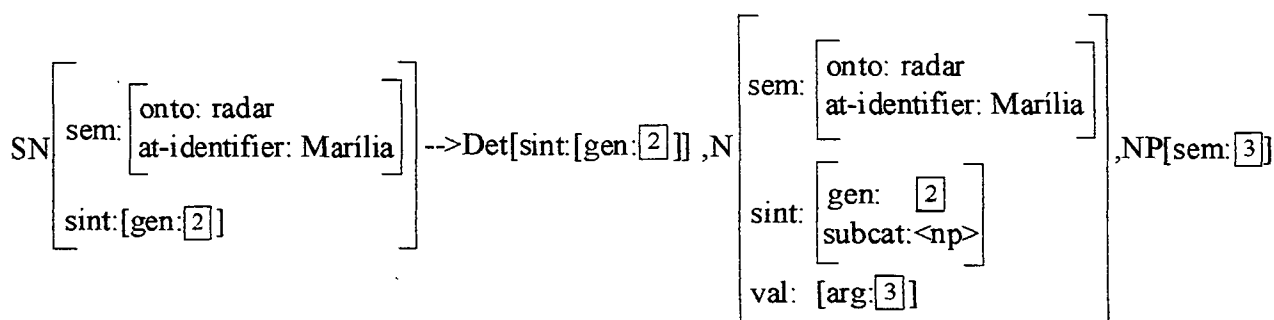 SN[sem:[onto: radar
at-identifier: Marília]
sint:[gen:2]] -->Det[sint:[gen:2]] ,N[sem:[onto: radar
at-identifier: Marília]
sint:[gen: 2
subcat:<np>]
val: [arg:3]] ,NP[sem:3]